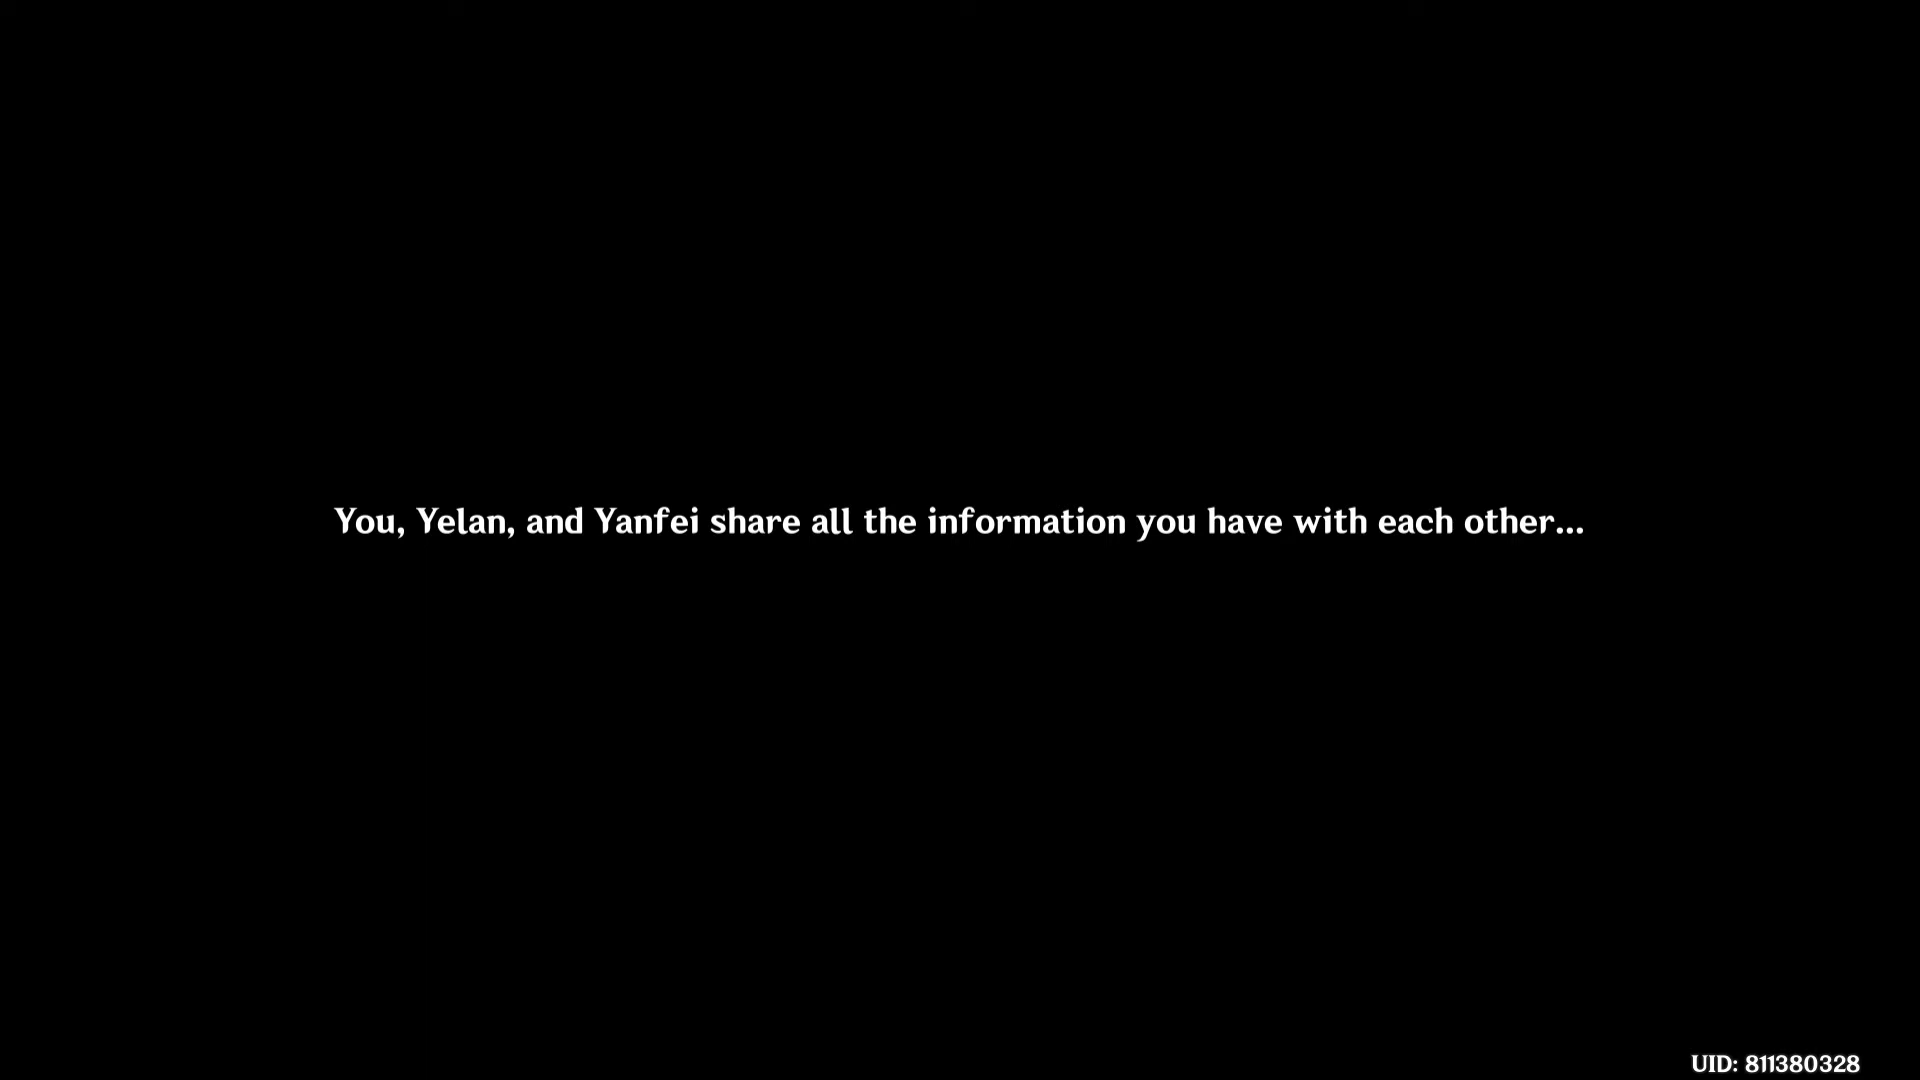 You, Yelan, and Yanfei share all the information you have with each other...
UID: 811380328